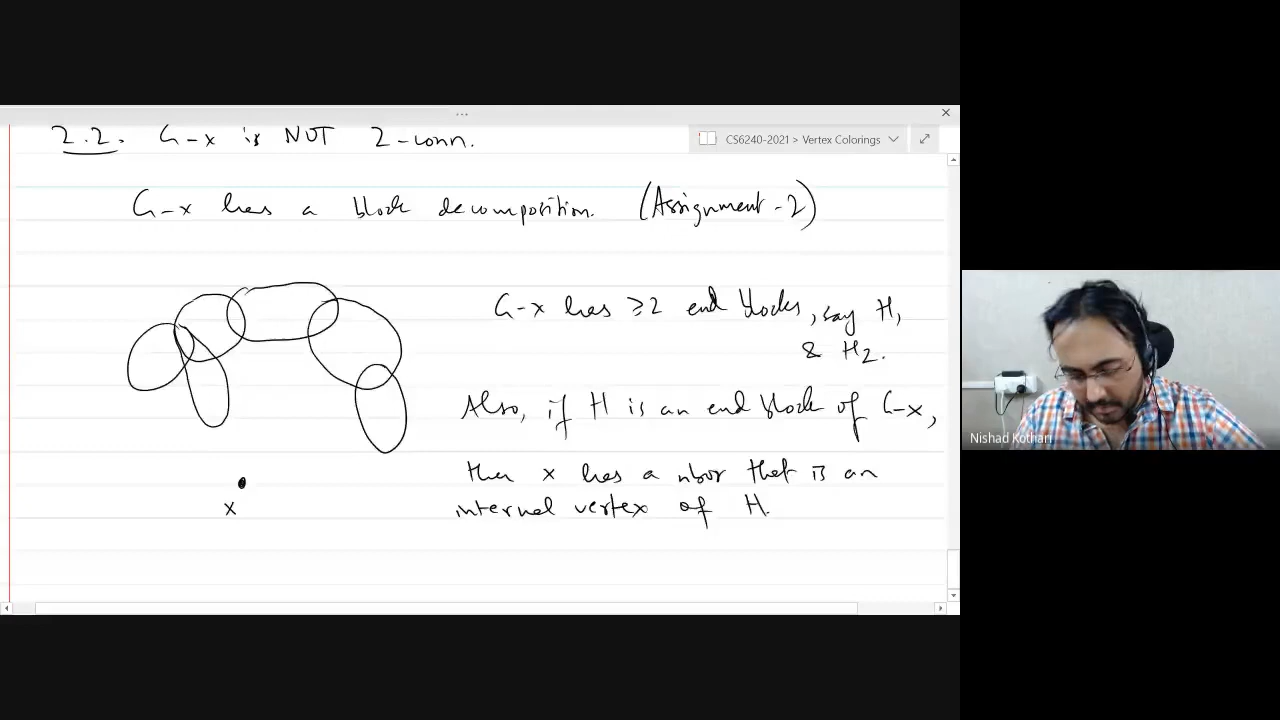 2.2. G-x is NOT 2-conn.
CS6240-2021 > Vertex Colorings
G-x has a block decomposition. (Assignment-2)
G-x has ≥2 end blocks, say H₁
& H₂.
Also, if H is an end block of G-x,
then x has a nbor that is an
internal vertex of H.
x
Nishad Kothari